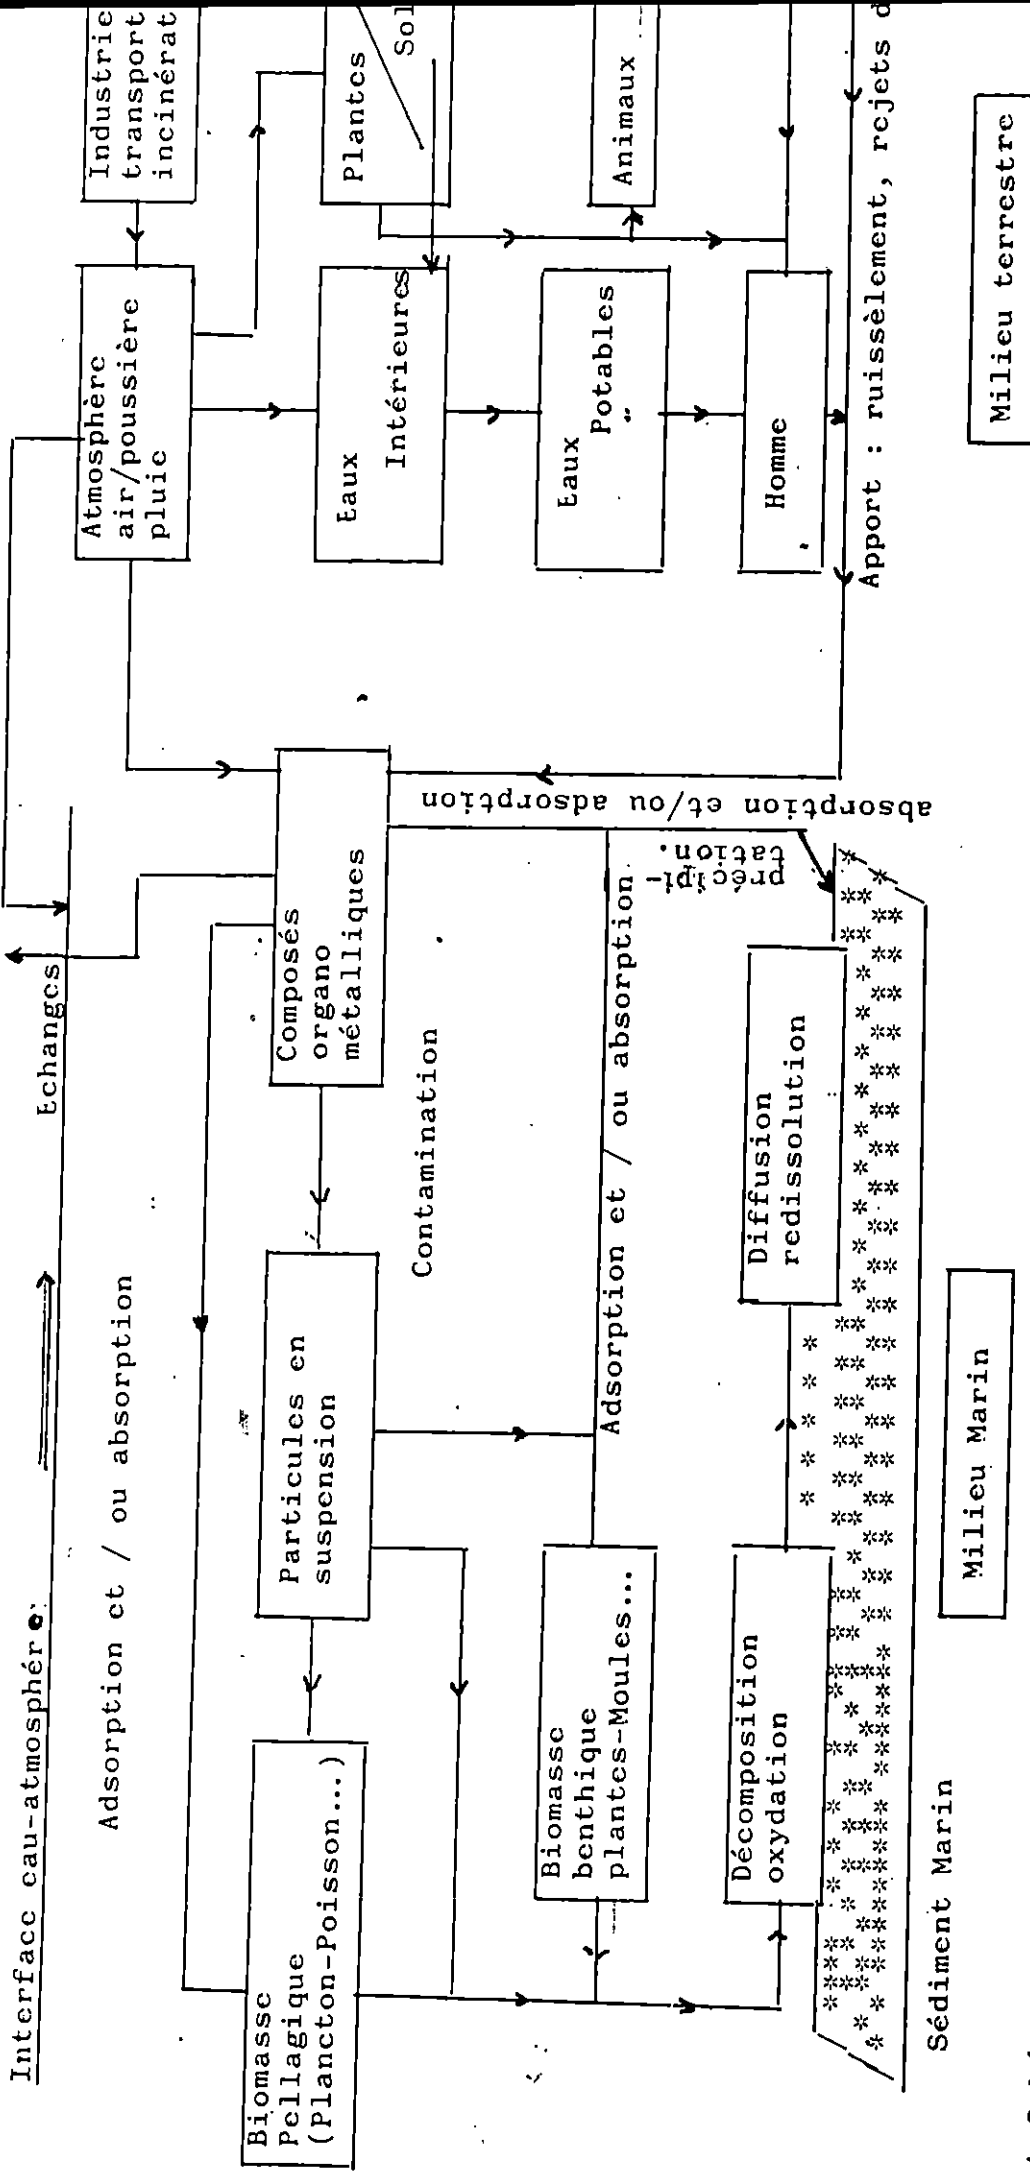 Interface eau-atmosphére
Echanges
Adsorption et / ou absorption
Biomasse
Pellagique
(Plancton-Poisson...)
Particules en
suspension
Composés
organo
métalliques
Contamination
absorption et/ou adsorption
précipi-
tation.
Adsorption et / ou absorption
Biomasse
benthique
plantes-Moules...
Décomposition
oxydation
Diffusion
redissolution
Sédiment Marin
Milieu Marin
Atmosphère
air/poussière
pluie
Industrie
transport
incinérat
Plantes
Sol
Eaux
Intérieures
Animaux
Eaux
Potables
Homme
Apport : ruissèlement, rejets d
Milieu terrestre